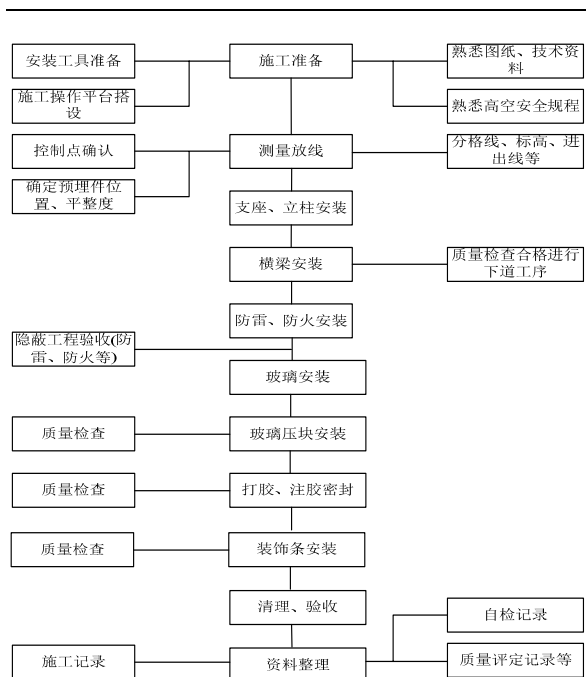 安装工具准备
施工准备
熟悉图纸、技术资
料
施工操作平台搭
设
熟悉高空安全规程
控制点确认
测量放线
分格线、标高、进
出线等
确定预埋件位
置、平整度
支座、立柱安装
横梁安装
质量检查合格进行
下道工序
防雷、防火安装
隐蔽工程验收(防
雷、防火等)
玻璃安装
质量检查
玻璃压块安装
质量检查
打胶、注胶密封
质量检查
装饰条安装
清理、验收
自检记录
施工记录
资料整理
质量评定记录等